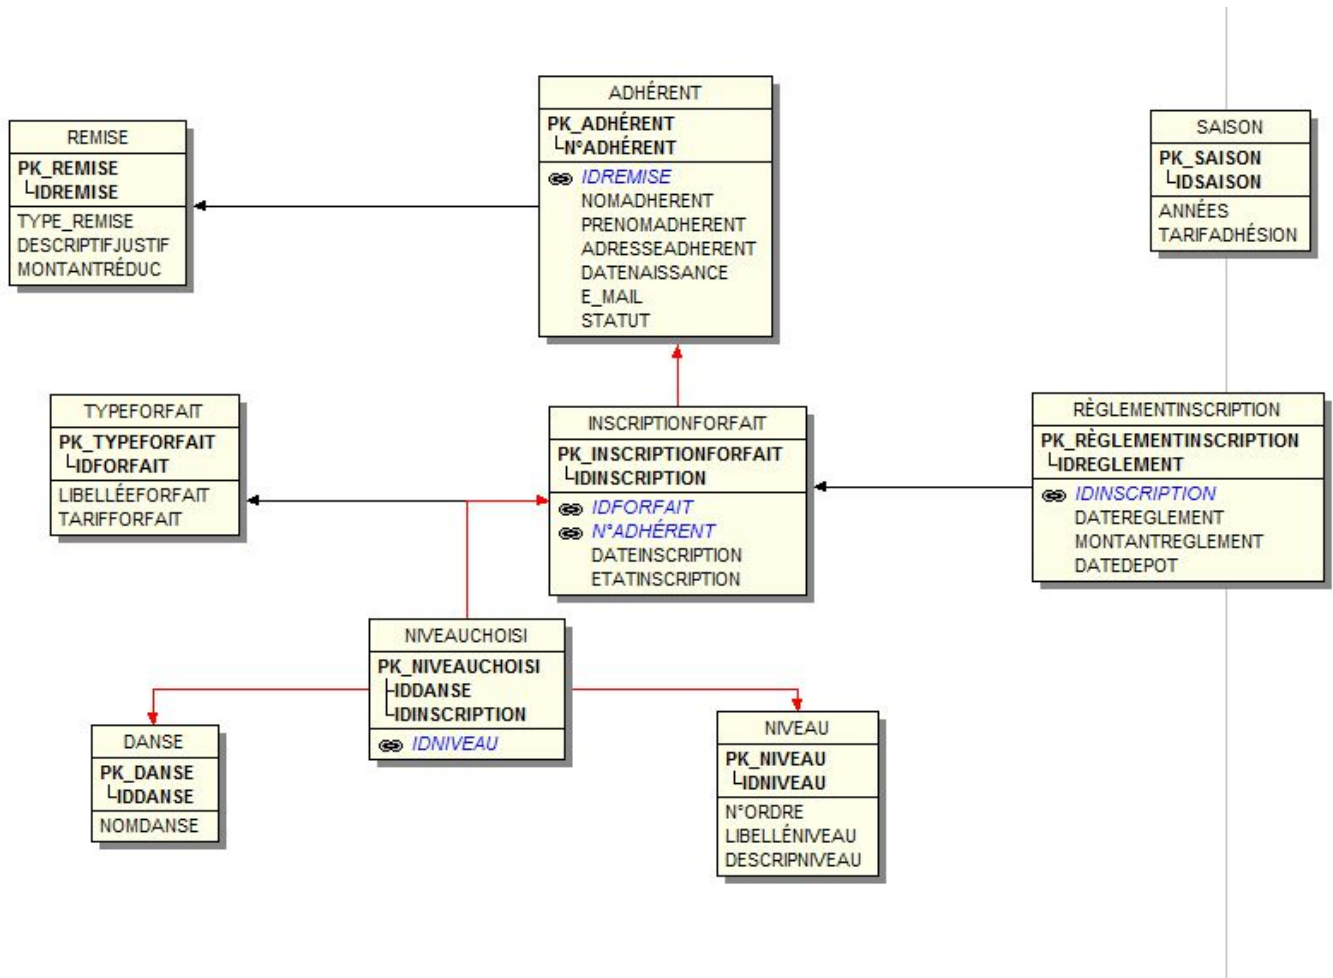 ADHÉRENT
PK_ADHÉRENT
N°ADHÉRENT
IDREMISE
NOMADHERENT
PRENOMADHERENT
ADRESSEADHERENT
DATENAISSANCE
E_MAIL
STATUT
REMISE
PK_REMISE
IDREMISE
TYPE_REMISE
DESCRIPTIFJUSTIF
MONTANTRÉDUC
SAISON
PK_SAISON
IDSAISON
ANNÉES
TARIFADHÉSION
TYPEFORFAIT
PK_TYPEFORFAIT
IDFORFAIT
LIBELLÉEFORFAIT
TARIFFORFAIT
INSCRIPTIONFORFAIT
PK_INSCRIPTIONFORFAIT
IDINSCRIPTION
IDFORFAIT
N°ADHÉRENT
DATEINSCRIPTION
ETATINSCRIPTION
RÈGLEMENTINSCRIPTION
PK_RÈGLEMENTINSCRIPTION
IDREGLEMENT
IDINSCRIPTION
DATEREGLEMENT
MONTANTREGLEMENT
DATEDEPOT
NIVEAUCHOISI
PK_NIVEAUCHOISI
IDDANSE
IDINSCRIPTION
IDNIVEAU
DANSE
PK_DANSE
IDDANSE
NOMDANSE
NIVEAU
PK_NIVEAU
IDNIVEAU
N°ORDRE
LIBELLÉNIVEAU
DESCRIPNIVEAU